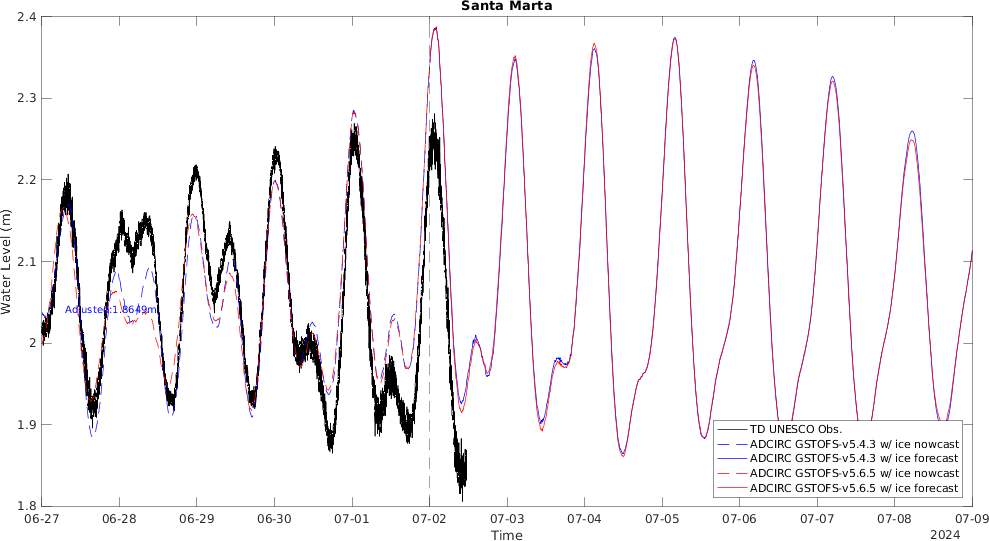 Santa Marta
2.4
2.3
2.2
2.1
2
1.9
1.8
Water Level (m)
Adjusted:1.8649m
TD UNESCO Obs.
ADCIRC GSTOFS-v5.4.3 w/ ice nowcast
ADCIRC GSTOFS-v5.4.3 w/ ice forecast
ADCIRC GSTOFS-v5.6.5 w/ ice nowcast
ADCIRC GSTOFS-v5.6.5 w/ ice forecast
06-27 06-28 06-29 06-30 07-01 07-02 07-03 07-04 07-05 07-06 07-07 07-08 07-09
Time
2024